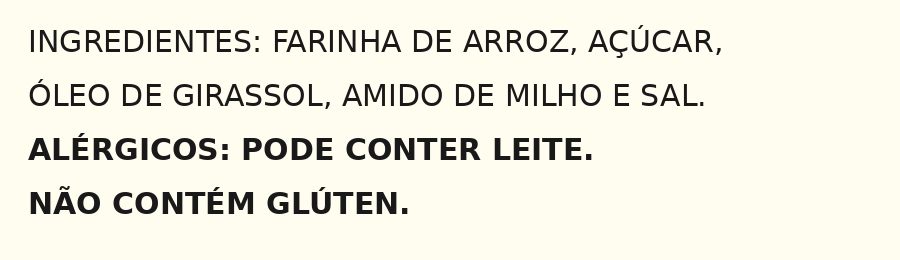 INGREDIENTES: FARINHA DE ARROZ, AÇÚCAR,
ÓLEO DE GIRASSOL, AMIDO DE MILHO E SAL.
ALÉRGICOS: PODE CONTER LEITE.
NÃO CONTÉM GLÚTEN.